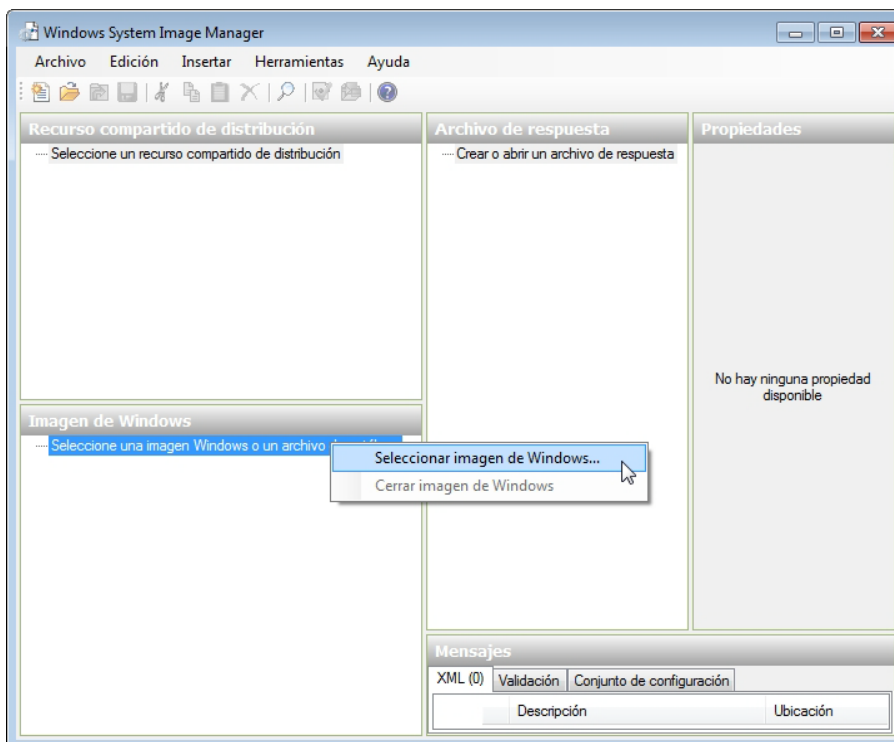 Windows System Image Manager
Archivo Edición Insertar Herramientas Ayuda
Recurso compartido de distribución
Seleccione un recurso compartido de distribución
Archivo de respuesta
Crear o abrir un archivo de respuesta
Propiedades
No hay ninguna propiedad
disponible
Imagen de Windows
Seleccione una imagen Windows o un archivo
Seleccionar imagen de Windows...
Cerrar imagen de Windows
Mensajes
XML (0) Validación Conjunto de configuración
Descripción Ubicación